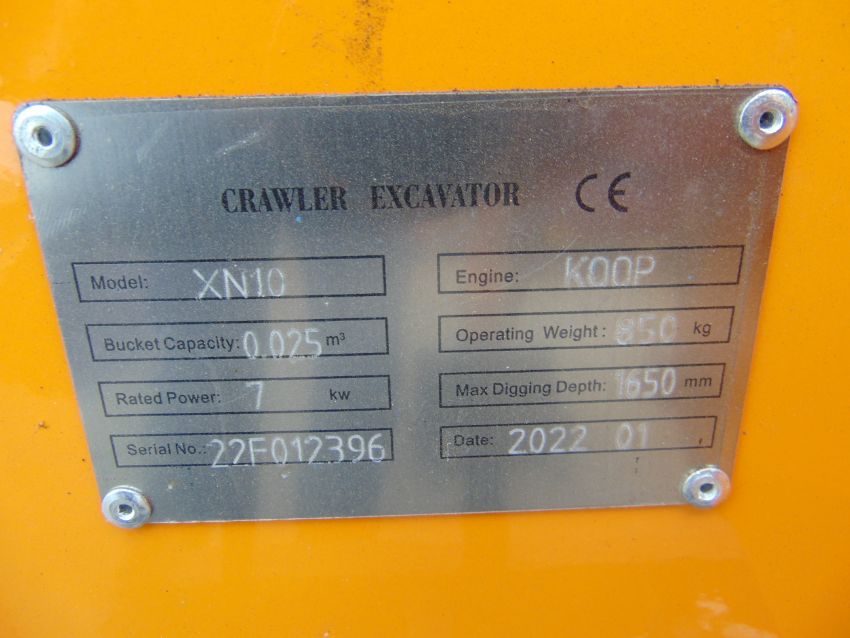 CRAWLER EXCAVATOR CE
Model: XN10
Engine: KOOP
Bucket Capacity: 0.025 m³
Operating Weight: 850 kg
Rated Power: 7 kw
Max Digging Depth: 1650 mm
Serial No.: 22F012396
Date: 2022 01